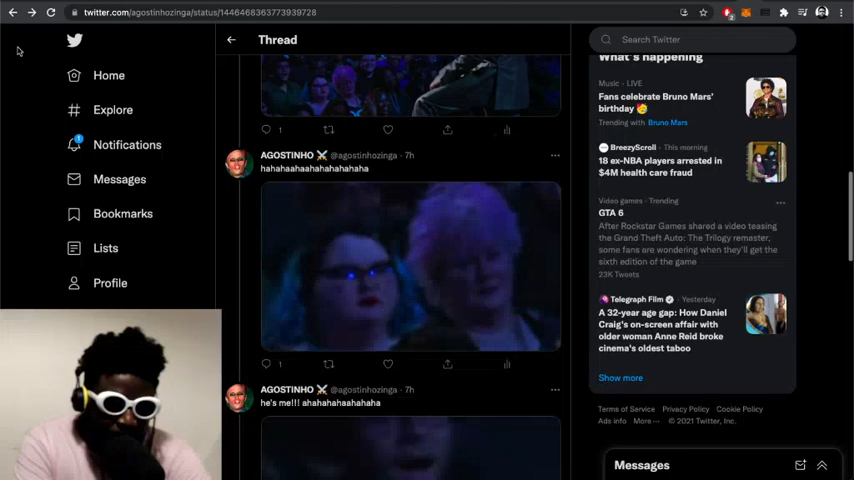 twitter.com/agostinhozinga/status/1446468363773939728
Home
Explore
1
Notifications
Messages
Bookmarks
Lists
Profile
Thread
1
AGOSTINHO ⚔️ @agostinhozinga · 7h
hahahaahaahahahahahaha
1
AGOSTINHO ⚔️ @agostinhozinga · 7h
he's me!!! ahahahahaahahaha
Search Twitter
What's happening
Music · LIVE
Fans celebrate Bruno Mars'
birthday 🥳
Trending with Bruno Mars
BreezyScroll · This morning
18 ex-NBA players arrested in
$4M health care fraud
Video games · Trending
GTA 6
After Rockstar Games shared a video teasing
the Grand Theft Auto: The Trilogy remaster,
some fans are wondering when they'll get the
sixth edition of the game
23K Tweets
Telegraph Film · Yesterday
A 32-year age gap: How Daniel
Craig's on-screen affair with
older woman Anne Reid broke
cinema's oldest taboo
Show more
Terms of Service Privacy Policy Cookie Policy
Ads info More ··· © 2021 Twitter, Inc.
Messages